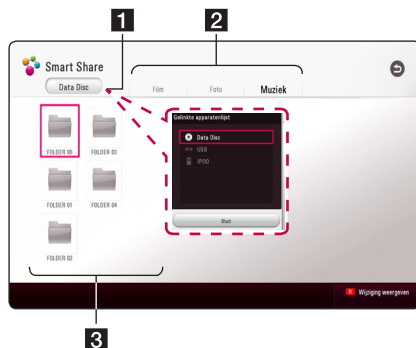 1
2
Smart Share
Data Disc
Film
Foto
Muziek
Gelinkte apparatenlijst
Data Disc
USB
IPOD
Sluit
FOLDER 00
FOLDER 03
FOLDER 01
FOLDER 04
FOLDER 02
R Wijziging weergeven
3